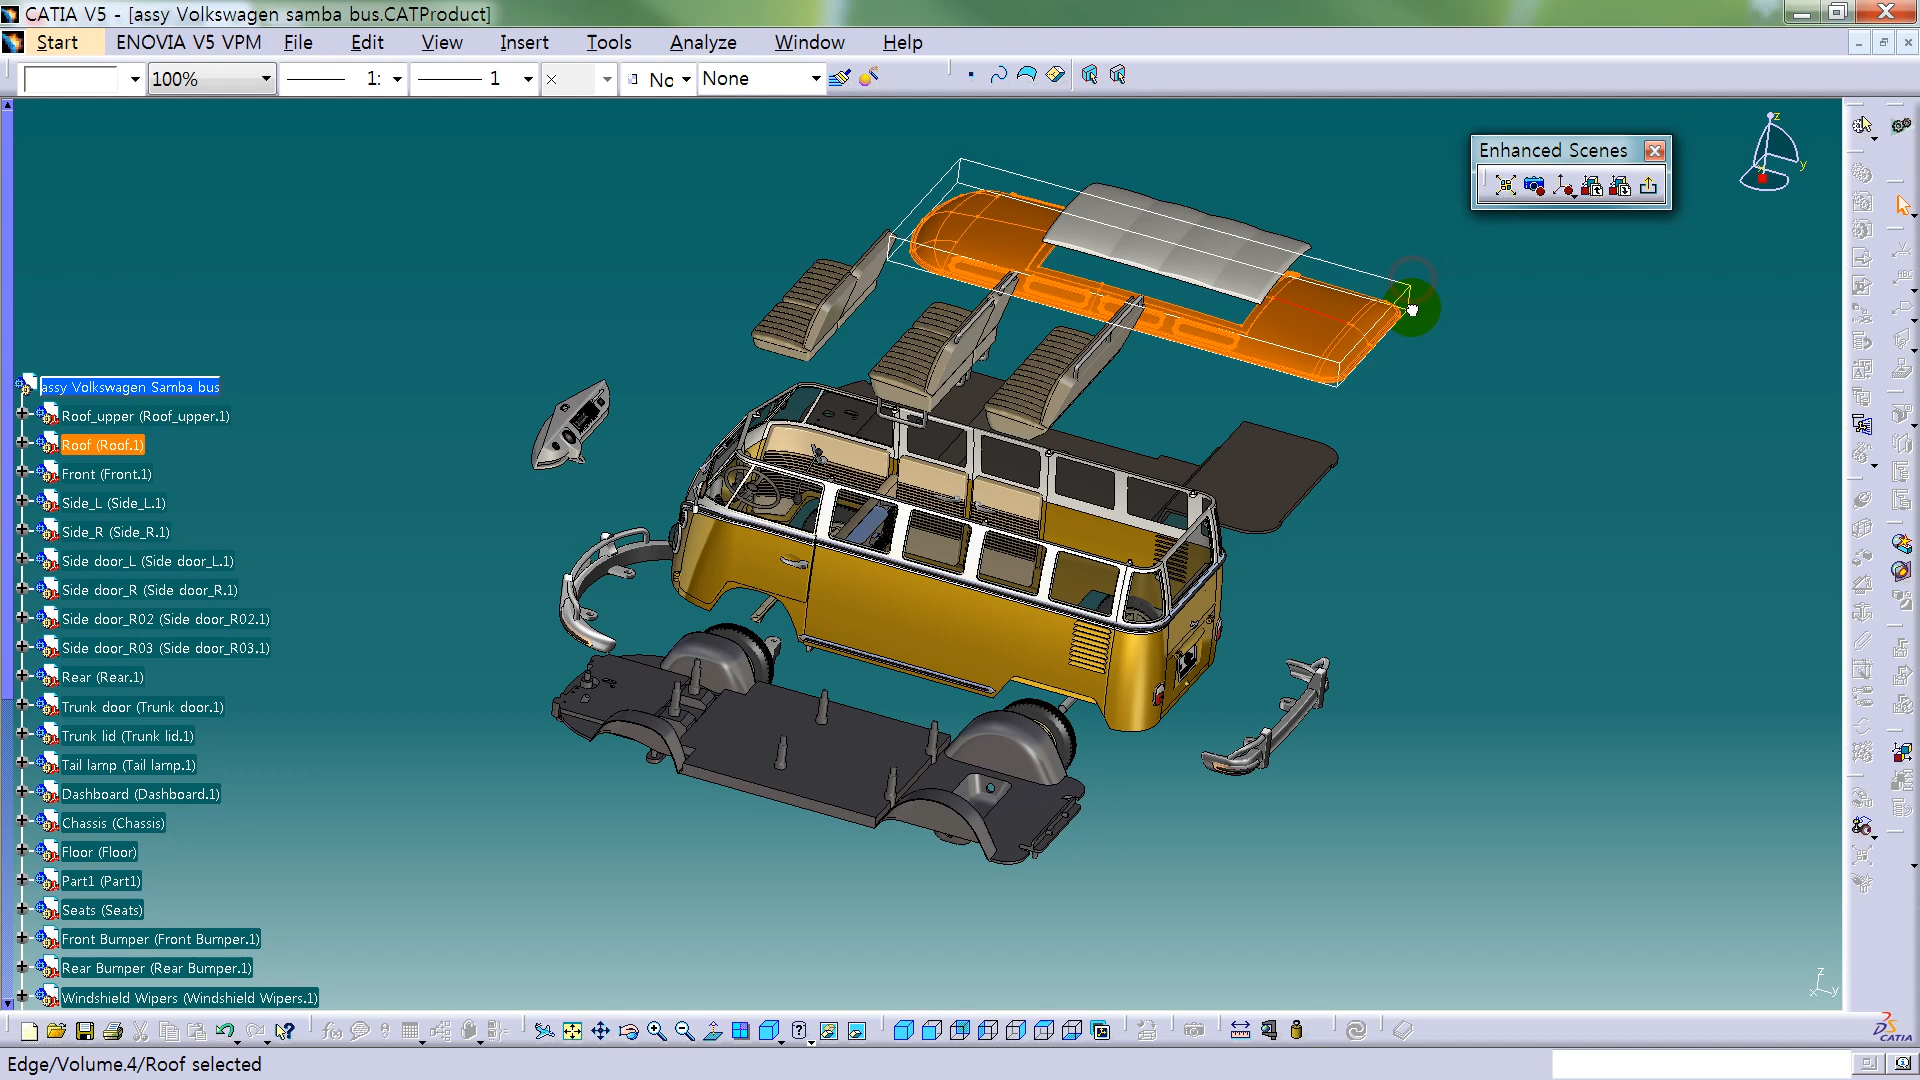 CATIA V5 - [assy Volkswagen samba bus.CATProduct]
Start ENOVIA V5 VPM File Edit View Insert Tools Analyze Window Help
100% 1: 1 × No None
Enhanced Scenes
z
y
assy Volkswagen Samba bus
Roof_upper (Roof_upper.1)
Roof (Roof.1)
Front (Front.1)
Side_L (Side_L.1)
Side_R (Side_R.1)
Side door_L (Side door_L.1)
Side door_R (Side door_R.1)
Side door_R02 (Side door_R02.1)
Side door_R03 (Side door_R03.1)
Rear (Rear.1)
Trunk door (Trunk door.1)
Trunk lid (Trunk lid.1)
Tail lamp (Tail lamp.1)
Dashboard (Dashboard.1)
Chassis (Chassis)
Floor (Floor)
Part1 (Part1)
Seats (Seats)
Front Bumper (Front Bumper.1)
Rear Bumper (Rear Bumper.1)
Windshield Wipers (Windshield Wipers.1)
z
x y
ABC
f(x)
CATIA
Edge/Volume.4/Roof selected